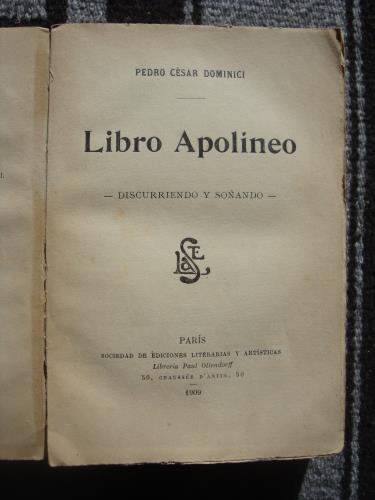 PEDRO CÉSAR DOMINICI
Libro Apolíneo
— DISCURRIENDO Y SOÑANDO —
PARÍS
SOCIEDAD DE EDICIONES LITERARIAS Y ARTÍSTICAS
Librería Paul Ollendorff
50, CHAUSSÉE D'ANTIN, 50
1909